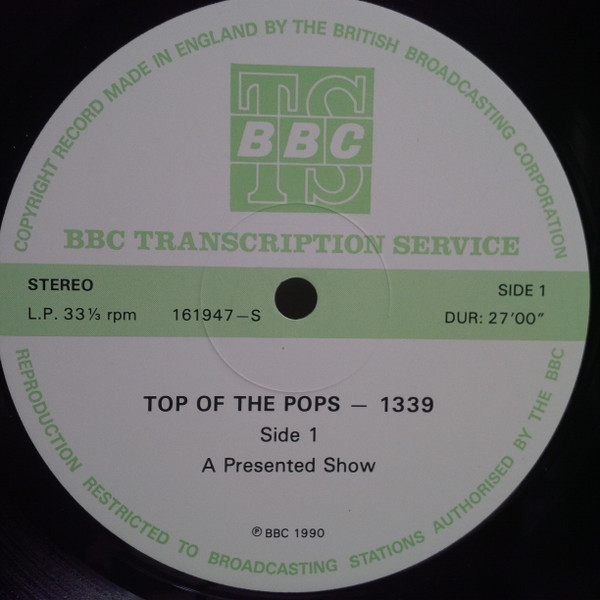 COPYRIGHT RECORD MADE IN ENGLAND BY THE BRITISH BROADCASTING CORPORATION
TS
BBC
BBC TRANSCRIPTION SERVICE
STEREO
SIDE 1
L.P. 33⅓ rpm 161947–S
DUR: 27'00"
TOP OF THE POPS — 1339
Side 1
A Presented Show
℗ BBC 1990
REPRODUCTION RESTRICTED TO BROADCASTING STATIONS AUTHORISED BY THE BBC